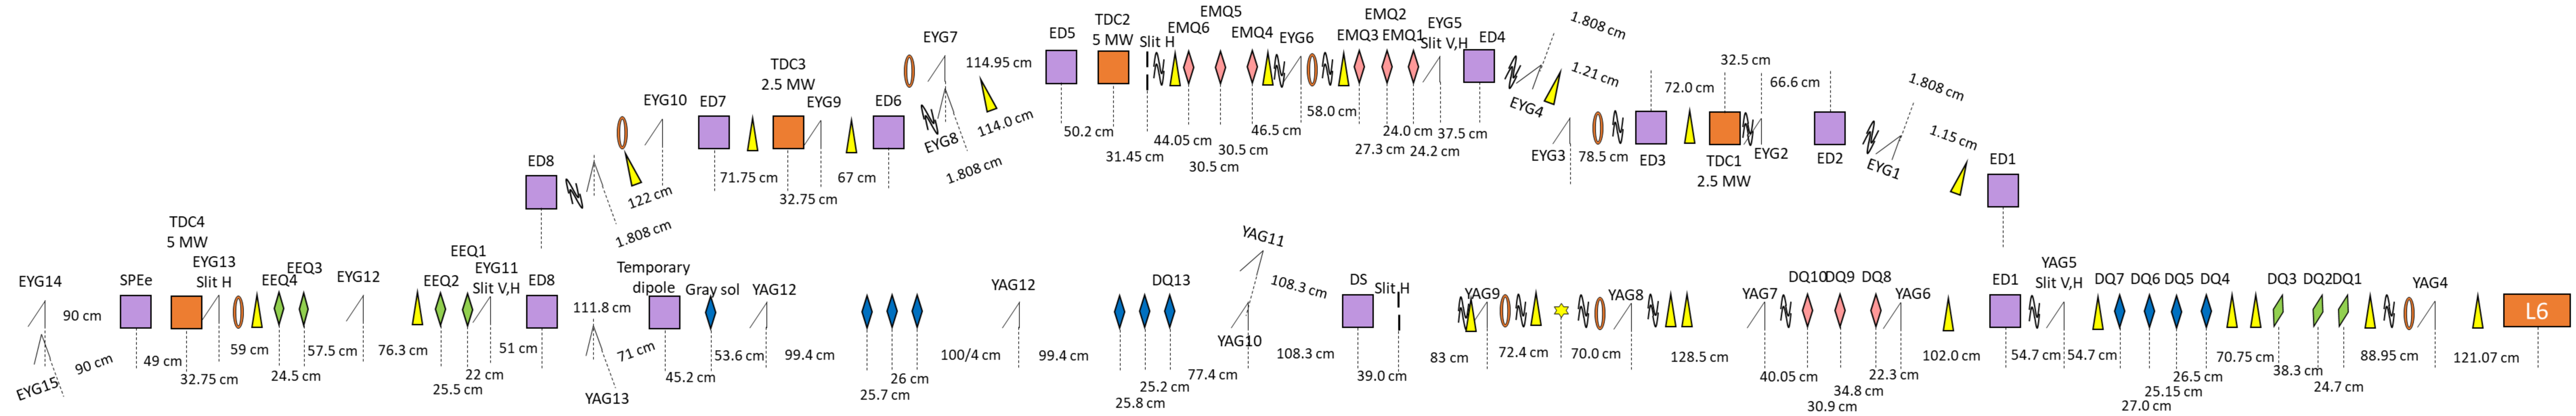 EMQ5
EMQ2
TDC2
EMQ6
EYG5
1.808 cm
EYG7
ED5
5 MW
Slit H
EMQ4
EYG6
EMQ3
EMQ1
Slit V,H
ED4
TDC3
2.5 MW
114.95 cm
32.5 cm
1.21 cm
72.0 cm
66.6 cm
1.808 cm
EYG10
ED7
EYG9
ED6
114.0 cm
EYG8
58.0 cm
EYG4
50.2 cm
44.05 cm
46.5 cm
24.0 cm
37.5 cm
1.15 cm
ED8
31.45 cm
30.5 cm
27.3 cm
24.2 cm
EYG3
78.5 cm
ED3
TDC1
EYG2
ED2
EYG1
ED1
30.5 cm
2.5 MW
71.75 cm
67 cm
1.808 cm
122 cm
32.75 cm
1.808 cm
TDC4
5 MW
EYG14
SPEe
EYG13
Slit H
EEQ4
EEQ3
EYG12
EEQ1
EEQ2
EYG11
Slit V,H
ED8
Temporary
dipole
Gray sol
YAG12
YAG12
DQ13
YAG11
108.3 cm
DS
Slit H
YAG9
YAG8
YAG7
DQ10
DQ9
DQ8
YAG6
ED1
YAG5
Slit V,H
DQ7
DQ6
DQ5
DQ4
DQ3
DQ2
DQ1
YAG4
L6
90 cm
111.8 cm
YAG10
EYG15
90 cm
49 cm
32.75 cm
59 cm
24.5 cm
57.5 cm
76.3 cm
25.5 cm
22 cm
51 cm
YAG13
71 cm
45.2 cm
53.6 cm
99.4 cm
25.7 cm
26 cm
100/4 cm
99.4 cm
25.8 cm
25.2 cm
77.4 cm
108.3 cm
39.0 cm
83 cm
72.4 cm
70.0 cm
128.5 cm
40.05 cm
30.9 cm
34.8 cm
22.3 cm
102.0 cm
54.7 cm
54.7 cm
27.0 cm
25.15 cm
26.5 cm
70.75 cm
38.3 cm
24.7 cm
88.95 cm
121.07 cm